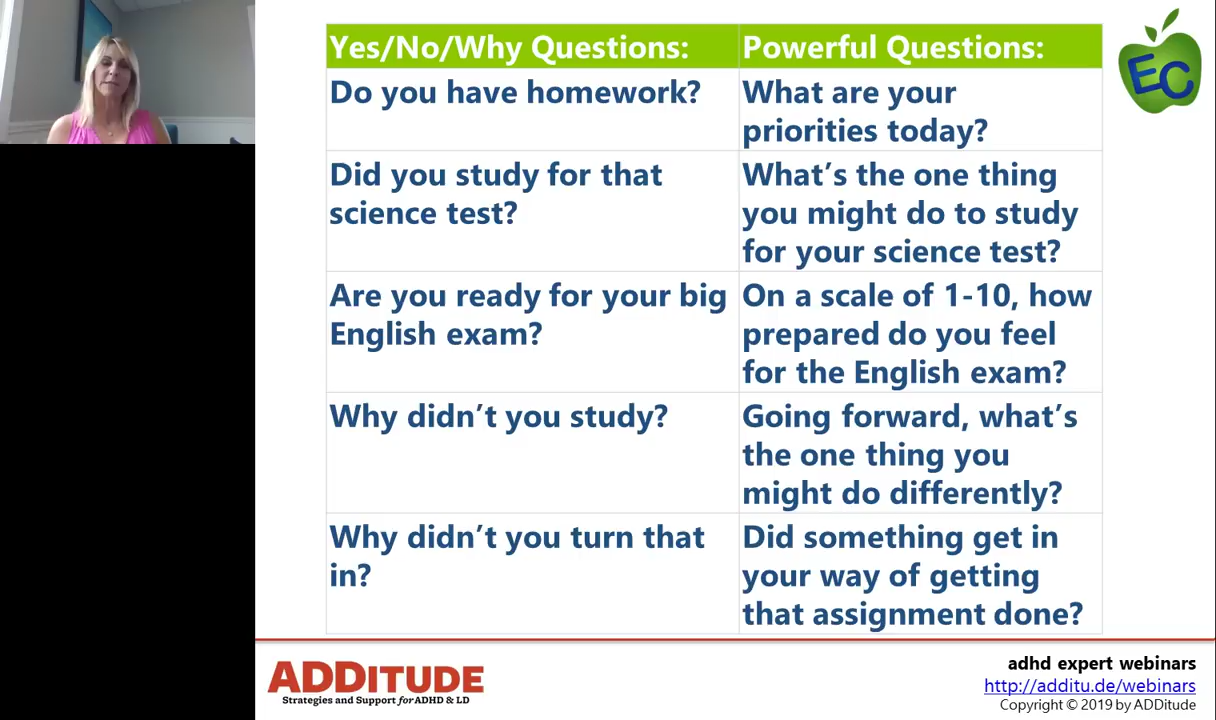 Yes/No/Why Questions:
Powerful Questions:
Do you have homework?
What are your
priorities today?
Did you study for that
science test?
What’s the one thing
you might do to study
for your science test?
Are you ready for your big
English exam?
On a scale of 1-10, how
prepared do you feel
for the English exam?
Why didn’t you study?
Going forward, what’s
the one thing you
might do differently?
Why didn’t you turn that
in?
Did something get in
your way of getting
that assignment done?
EC
ADDITUDE
Strategies and Support for ADHD & LD
adhd expert webinars
http://additu.de/webinars
Copyright © 2019 by ADDitude